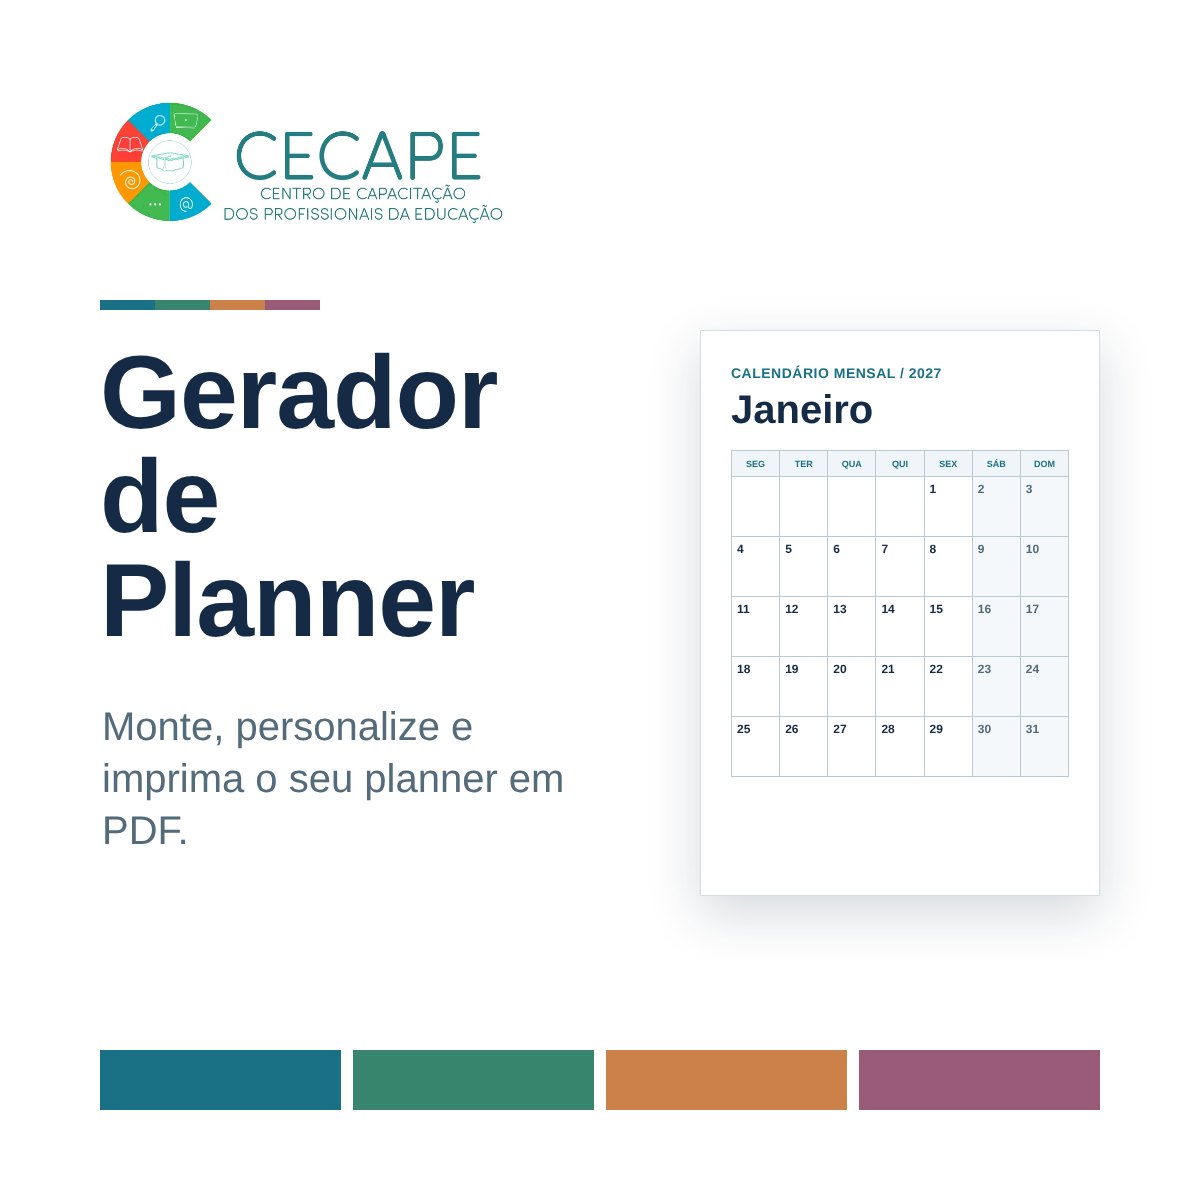 CECAPE
CENTRO DE CAPACITAÇÃO
DOS PROFISSIONAIS DA EDUCAÇÃO
@
Gerador
de
Planner
Monte, personalize e
imprima o seu planner em
PDF.
CALENDÁRIO MENSAL / 2027
Janeiro
SEG TER QUA QUI SEX SÁB DOM
1 2 3
4 5 6 7 8 9 10
11 12 13 14 15 16 17
18 19 20 21 22 23 24
25 26 27 28 29 30 31